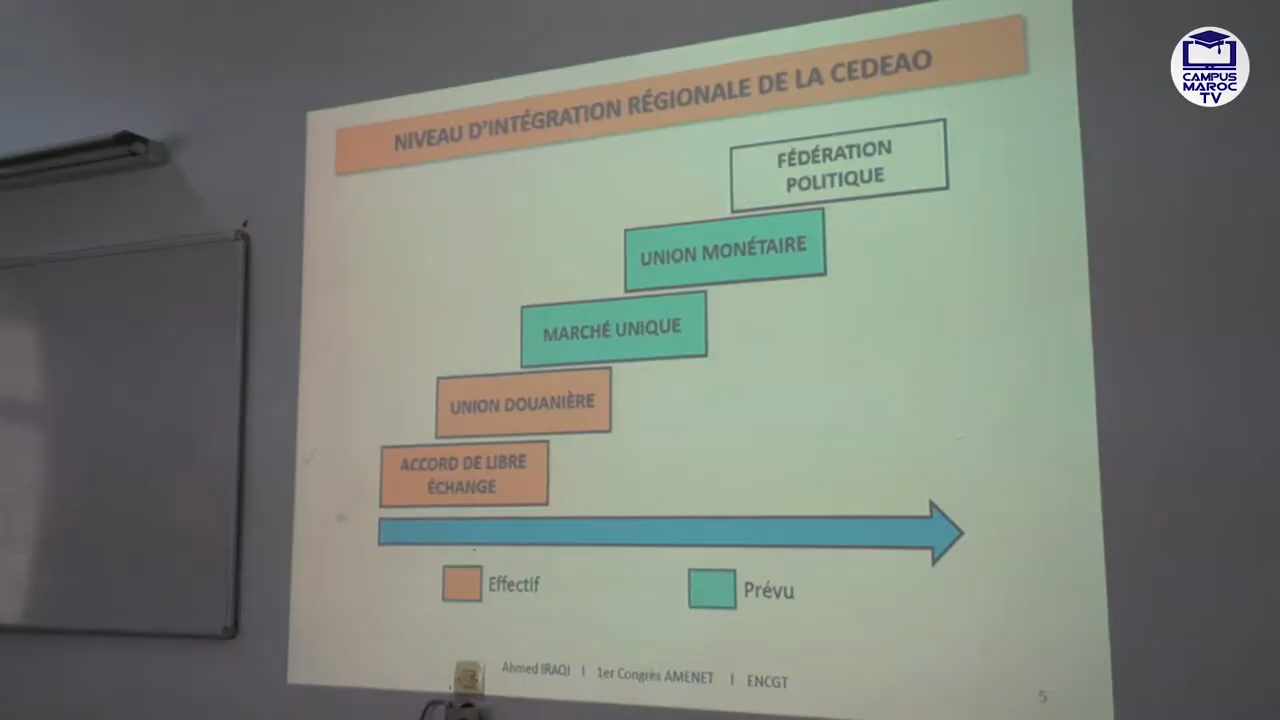 CAMPUS
MAROC
TV
NIVEAU D'INTÉGRATION RÉGIONALE DE LA CEDEAO
FÉDÉRATION
POLITIQUE
UNION MONÉTAIRE
MARCHÉ UNIQUE
UNION DOUANIÈRE
ACCORD DE LIBRE
ÉCHANGE
Effectif
Prévu
Ahmed IRAQI I 1er Congrès AMENET I ENCGT
5